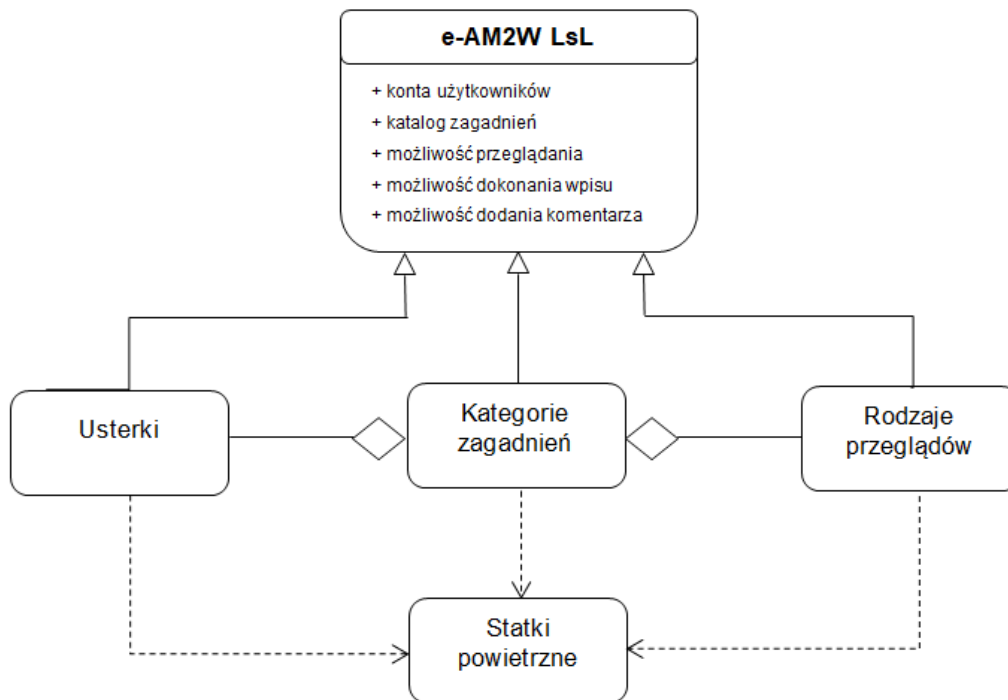 e-AM2W LsL
+ konta użytkowników
+ katalog zagadnień
+ możliwość przeglądania
+ możliwość dokonania wpisu
+ możliwość dodania komentarza
Usterki
Kategorie
zagadnień
Rodzaje
przeglądów
Statki
powietrzne